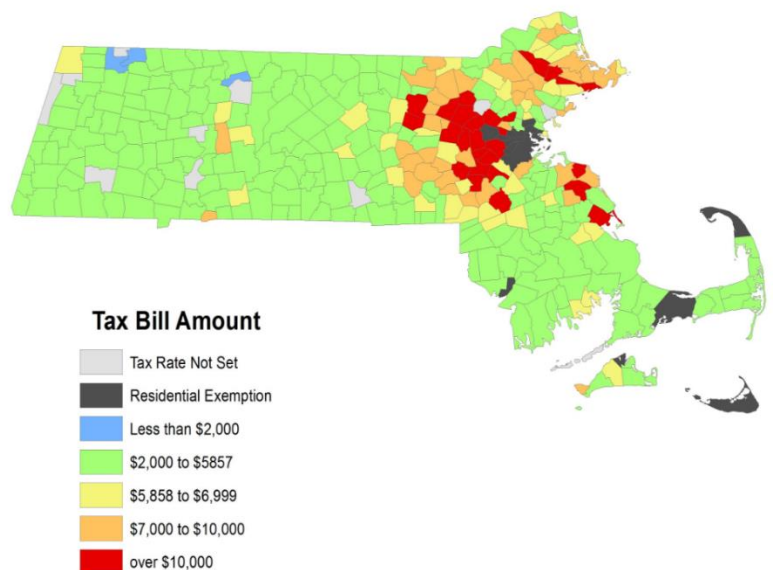 Tax Bill Amount
Tax Rate Not Set
Residential Exemption
Less than $2,000
$2,000 to $5857
$5,858 to $6,999
$7,000 to $10,000
over $10,000